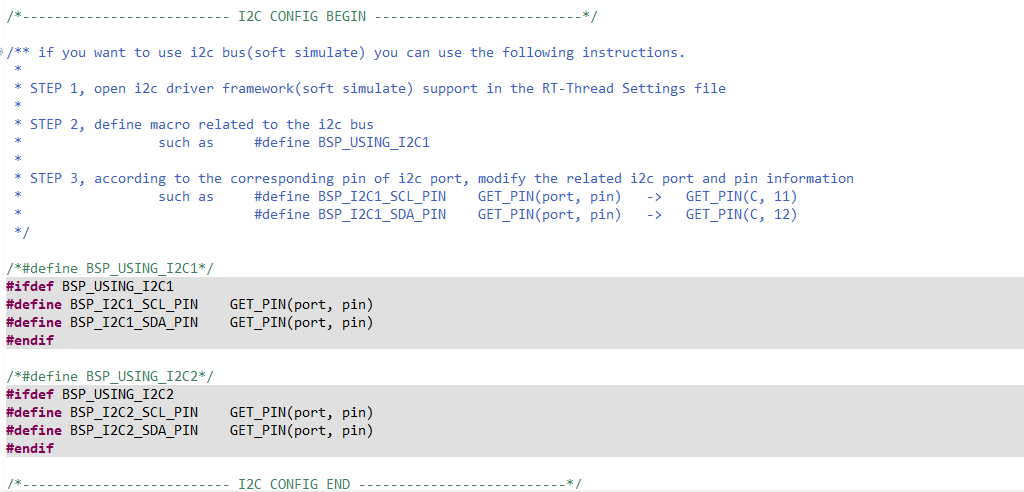 /*-------------------------- I2C CONFIG BEGIN --------------------------*/
/** if you want to use i2c bus(soft simulate) you can use the following instructions.
 *
 * STEP 1, open i2c driver framework(soft simulate) support in the RT-Thread Settings file
 *
 * STEP 2, define macro related to the i2c bus
 *                 such as     #define BSP_USING_I2C1
 *
 * STEP 3, according to the corresponding pin of i2c port, modify the related i2c port and pin information
 *                 such as     #define BSP_I2C1_SCL_PIN    GET_PIN(port, pin)   ->   GET_PIN(C, 11)
 *                             #define BSP_I2C1_SDA_PIN    GET_PIN(port, pin)   ->   GET_PIN(C, 12)
 */
/*#define BSP_USING_I2C1*/
#ifdef BSP_USING_I2C1
#define BSP_I2C1_SCL_PIN    GET_PIN(port, pin)
#define BSP_I2C1_SDA_PIN    GET_PIN(port, pin)
#endif
/*#define BSP_USING_I2C2*/
#ifdef BSP_USING_I2C2
#define BSP_I2C2_SCL_PIN    GET_PIN(port, pin)
#define BSP_I2C2_SDA_PIN    GET_PIN(port, pin)
#endif
/*-------------------------- I2C CONFIG END --------------------------*/